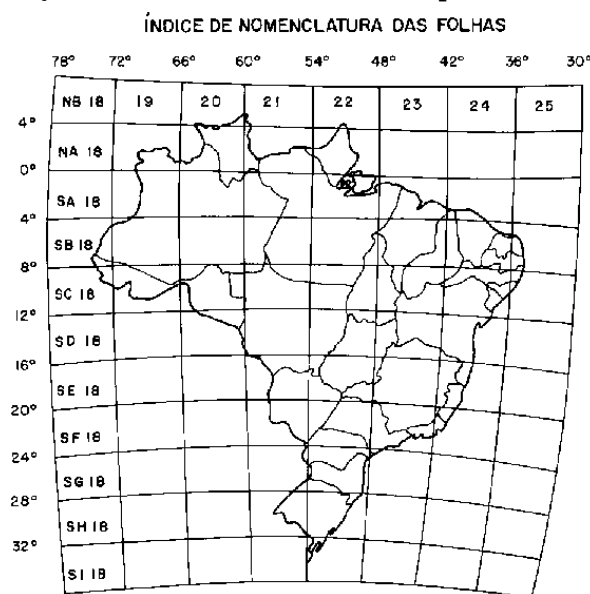 ÍNDICE DE NOMENCLATURA DAS FOLHAS
78° 72° 66° 60° 54° 48° 42° 36° 30°
NB 18 19 20 21 22 23 24 25
4°
NA 18
0°
SA 18
4°
SB 18
8°
SC 18
12°
SD 18
16°
SE 18
20°
SF 18
24°
SG 18
28°
SH 18
32°
SI 18